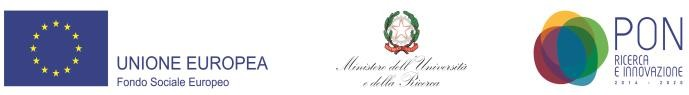 UNIONE EUROPEA
Fondo Sociale Europeo
Ministero dell'Università
e della Ricerca
PON
RICERCA
E INNOVAZIONE
2014 - 2020